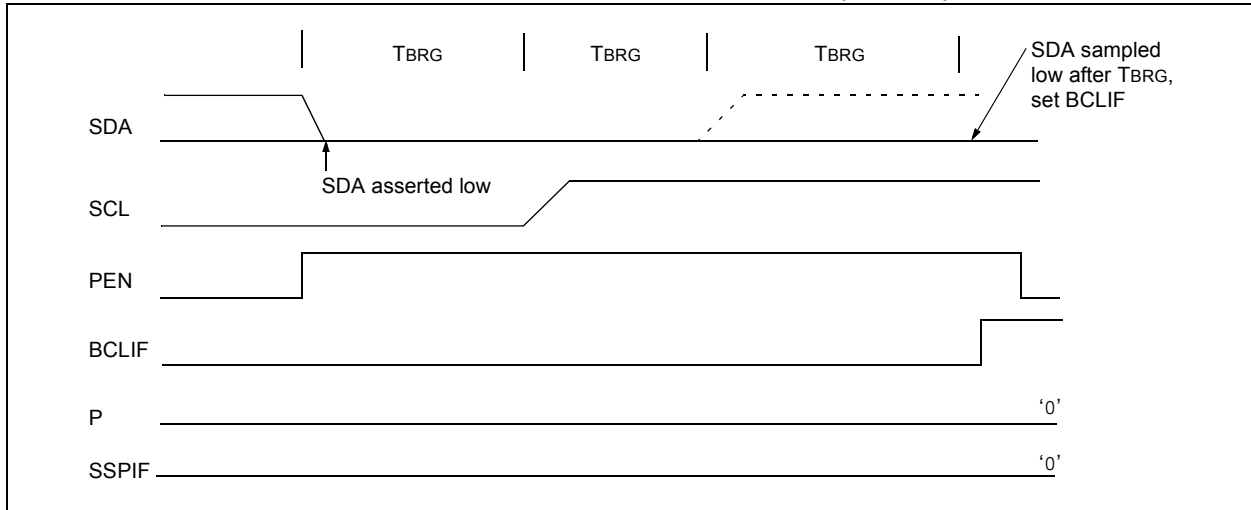 TBRG TBRG TBRG
SDA sampled
low after TBRG,
set BCLIF
SDA
SDA asserted low
SCL
PEN
BCLIF
P
‘0’
SSPIF
‘0’